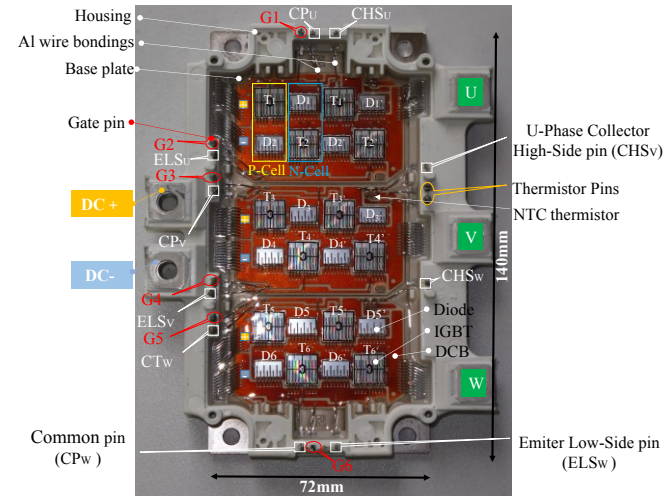 Housing
G1
CPU
CHSU
Al wire bondings
Base plate
Gate pin
G2
ELSU
G3
DC +
CPV
DC-
G4
ELSV
G5
CTW
Common pin
(CPW )
G6
72mm
140mm
U
V
W
U-Phase Collector
High-Side pin (CHSV)
Thermistor Pins
NTC thermistor
CHSW
Diode
IGBT
DCB
Emiter Low-Side pin
(ELSW)
T1 D1 T1' D1'
D2 T2 D2' T2'
P-Cell N-Cell
T3 D3 T3'
D4 T4 D4' T4'
T5 D5 T5' D5'
D6 T6 D6' T6'